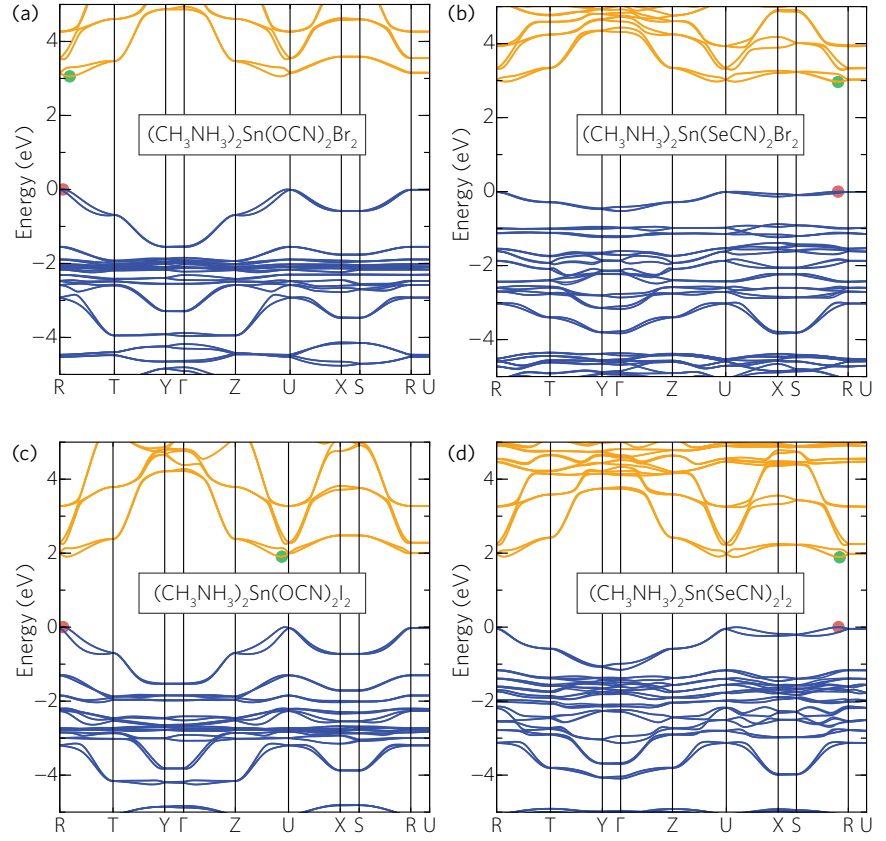 (a)
Energy (eV)
4
2
0
−2
−4
(CH₃NH₃)₂Sn(OCN)₂Br₂
R T Y Γ Z U X S R U
(b)
Energy (eV)
4
2
0
−2
−4
(CH₃NH₃)₂Sn(SeCN)₂Br₂
R T Y Γ Z U X S R U
(c)
Energy (eV)
4
2
0
−2
−4
(CH₃NH₃)₂Sn(OCN)₂I₂
R T Y Γ Z U X S R U
(d)
Energy (eV)
4
2
0
−2
−4
(CH₃NH₃)₂Sn(SeCN)₂I₂
R T Y Γ Z U X S R U